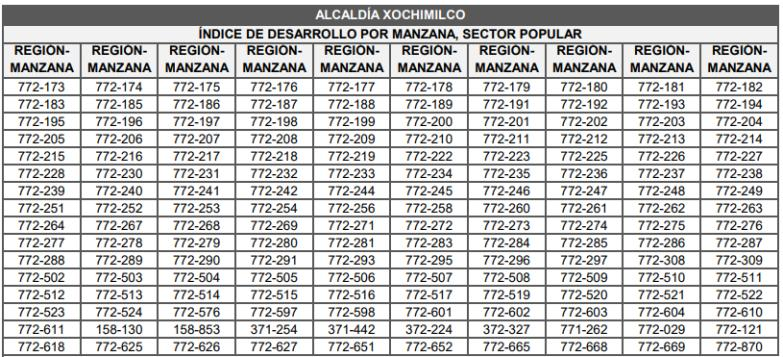 ALCALDÍA XOCHIMILCO
ÍNDICE DE DESARROLLO POR MANZANA, SECTOR POPULAR
REGIÓN-MANZANA REGIÓN-MANZANA REGIÓN-MANZANA REGIÓN-MANZANA REGIÓN-MANZANA REGIÓN-MANZANA REGIÓN-MANZANA REGIÓN-MANZANA REGIÓN-MANZANA REGIÓN-MANZANA
772-173 772-174 772-175 772-176 772-177 772-178 772-179 772-180 772-181 772-182
772-183 772-185 772-186 772-187 772-188 772-189 772-191 772-192 772-193 772-194
772-195 772-196 772-197 772-198 772-199 772-200 772-201 772-202 772-203 772-204
772-205 772-206 772-207 772-208 772-209 772-210 772-211 772-212 772-213 772-214
772-215 772-216 772-217 772-218 772-219 772-222 772-223 772-225 772-226 772-227
772-228 772-230 772-231 772-232 772-233 772-234 772-235 772-236 772-237 772-238
772-239 772-240 772-241 772-242 772-244 772-245 772-246 772-247 772-248 772-249
772-251 772-252 772-253 772-254 772-256 772-258 772-260 772-261 772-262 772-263
772-264 772-267 772-268 772-269 772-271 772-272 772-273 772-274 772-275 772-276
772-277 772-278 772-279 772-280 772-281 772-283 772-284 772-285 772-286 772-287
772-288 772-289 772-290 772-291 772-293 772-295 772-296 772-297 772-308 772-309
772-502 772-503 772-504 772-505 772-506 772-507 772-508 772-509 772-510 772-511
772-512 772-513 772-514 772-515 772-516 772-517 772-519 772-520 772-521 772-522
772-523 772-524 772-576 772-597 772-598 772-601 772-602 772-603 772-604 772-610
772-611 158-130 158-853 371-254 371-442 372-224 372-327 771-262 772-029 772-121
772-618 772-625 772-626 772-627 772-651 772-652 772-665 772-668 772-669 772-870